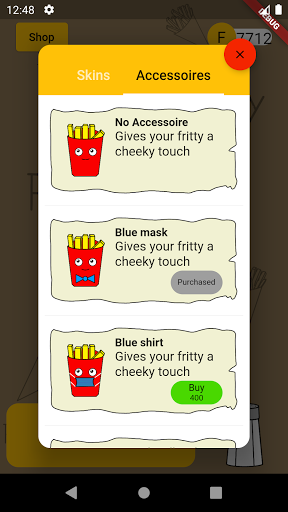 12:48
DEBUG
Shop
F
7712
Skins
Accessoires
No Accessoire
Gives your fritty a
cheeky touch
Blue mask
Gives your fritty a
cheeky touch
Purchased
Blue shirt
Gives your fritty a
cheeky touch
Buy
400